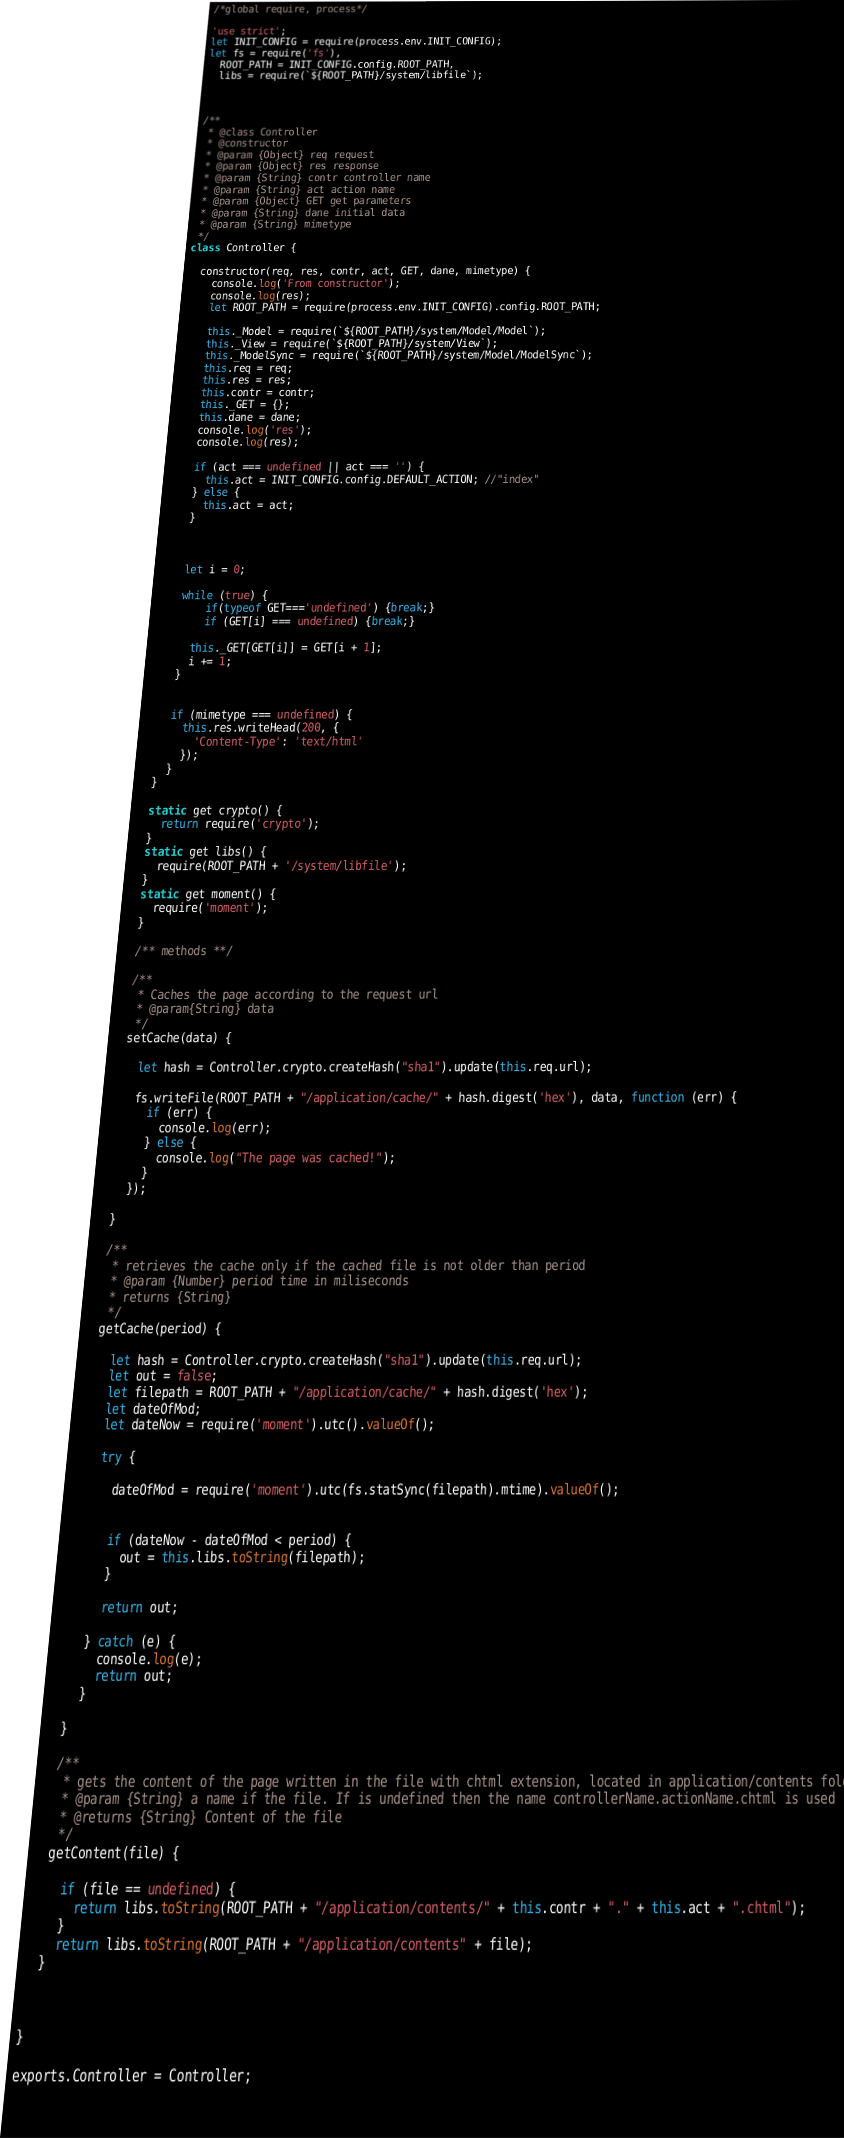 /*global require, process*/
'use strict';
let INIT_CONFIG = require(process.env.INIT_CONFIG);
let fs = require('fs'),
ROOT_PATH = INIT_CONFIG.config.ROOT_PATH,
libs = require(`${ROOT_PATH}/system/libfile`);
/**
* @class Controller
* @constructor
* @param {Object} req request
* @param {Object} res response
* @param {String} contr controller name
* @param {String} act action name
* @param {Object} GET get parameters
* @param {String} dane initial data
* @param {String} mimetype
*/
class Controller {
constructor(req, res, contr, act, GET, dane, mimetype) {
console.log('From constructor');
console.log(res);
let ROOT_PATH = require(process.env.INIT_CONFIG).config.ROOT_PATH;
this._Model = require(`${ROOT_PATH}/system/Model/Model`);
this._View = require(`${ROOT_PATH}/system/View`);
this._ModelSync = require(`${ROOT_PATH}/system/Model/ModelSync`);
this.req = req;
this.res = res;
this.contr = contr;
this._GET = {};
this.dane = dane;
console.log('res');
console.log(res);
if (act === undefined || act === '') {
this.act = INIT_CONFIG.config.DEFAULT_ACTION; //"index"
} else {
this.act = act;
}
let i = 0;
while (true) {
if(typeof GET==='undefined') {break;}
if (GET[i] === undefined) {break;}
this._GET[GET[i]] = GET[i + 1];
i += 1;
}
if (mimetype === undefined) {
this.res.writeHead(200, {
'Content-Type': 'text/html'
});
}
}
static get crypto() {
return require('crypto');
}
static get libs() {
require(ROOT_PATH + '/system/libfile');
}
static get moment() {
require('moment');
}
/** methods **/
/**
* Caches the page according to the request url
* @param{String} data
*/
setCache(data) {
let hash = Controller.crypto.createHash("sha1").update(this.req.url);
fs.writeFile(ROOT_PATH + "/application/cache/" + hash.digest('hex'), data, function (err) {
if (err) {
console.log(err);
} else {
console.log("The page was cached!");
}
});
}
/**
* retrieves the cache only if the cached file is not older than period
* @param {Number} period time in miliseconds
* returns {String}
*/
getCache(period) {
let hash = Controller.crypto.createHash("sha1").update(this.req.url);
let out = false;
let filepath = ROOT_PATH + "/application/cache/" + hash.digest('hex');
let dateOfMod;
let dateNow = require('moment').utc().valueOf();
try {
dateOfMod = require('moment').utc(fs.statSync(filepath).mtime).valueOf();
if (dateNow - dateOfMod < period) {
out = this.libs.toString(filepath);
}
return out;
} catch (e) {
console.log(e);
return out;
}
}
/**
* gets the content of the page written in the file with chtml extension, located in application/contents
* @param {String} a name if the file. If is undefined then the name controllerName.actionName.chtml is used
* @returns {String} Content of the file
*/
getContent(file) {
if (file == undefined) {
return libs.toString(ROOT_PATH + "/application/contents/" + this.contr + "." + this.act + ".chtml");
}
return libs.toString(ROOT_PATH + "/application/contents" + file);
}
}
exports.Controller = Controller;